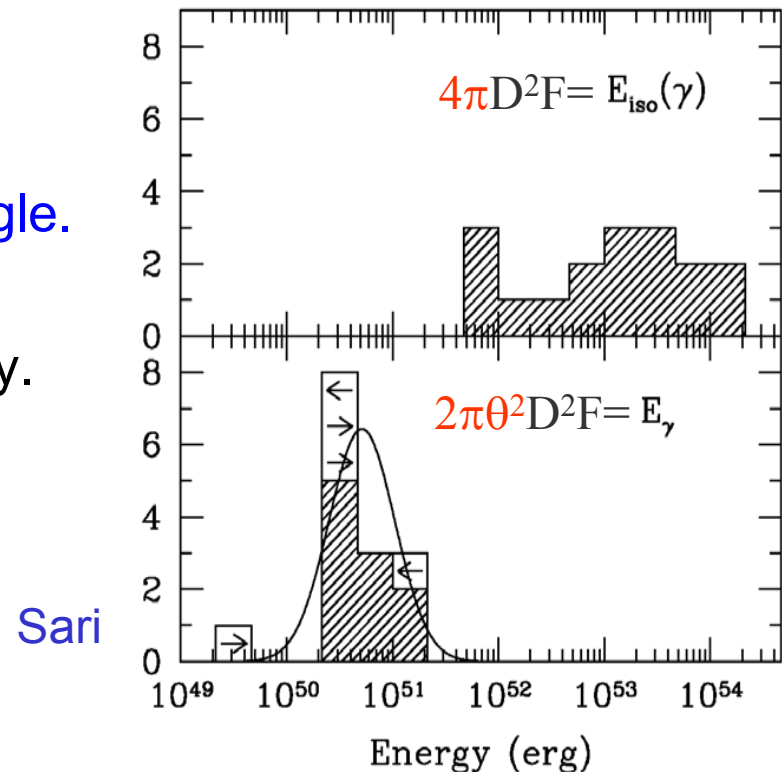 8
4πD²F= E_iso(γ)
6
4
gle.
2
0
y.
8
2πθ²D²F= E_γ
6
4
2
Sari
0
10⁴⁹ 10⁵⁰ 10⁵¹ 10⁵² 10⁵³ 10⁵⁴
Energy (erg)